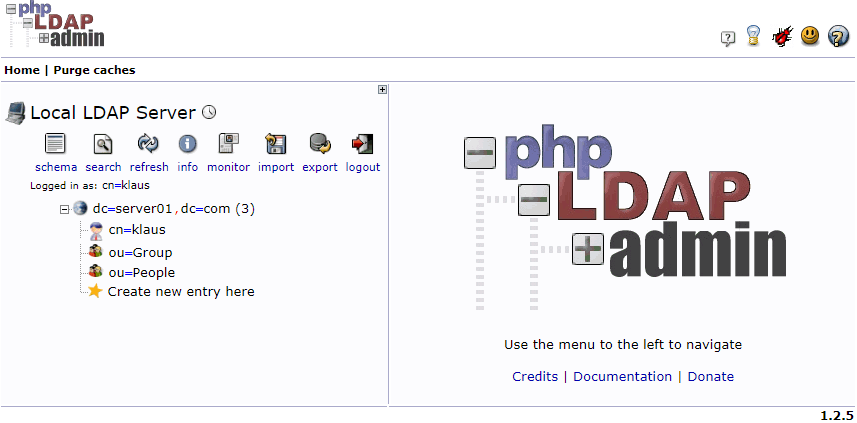 php
LDAP
admin
Home | Purge caches
Local LDAP Server
schema search refresh info monitor import export logout
Logged in as: cn=klaus
dc=server01,dc=com (3)
cn=klaus
ou=Group
ou=People
Create new entry here
php
LDAP
admin
Use the menu to the left to navigate
Credits | Documentation | Donate
1.2.5